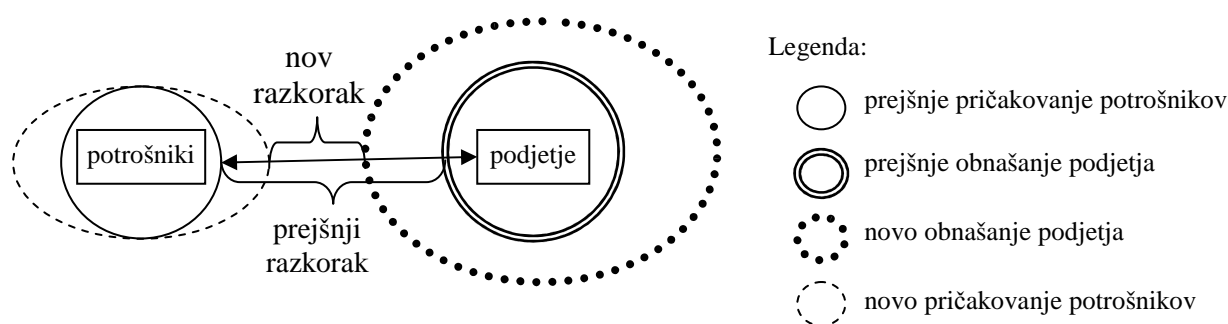 nov
razkorak
potrošniki
podjetje
prejšnji
razkorak
Legenda:
prejšnje pričakovanje potrošnikov
prejšnje obnašanje podjetja
novo obnašanje podjetja
novo pričakovanje potrošnikov